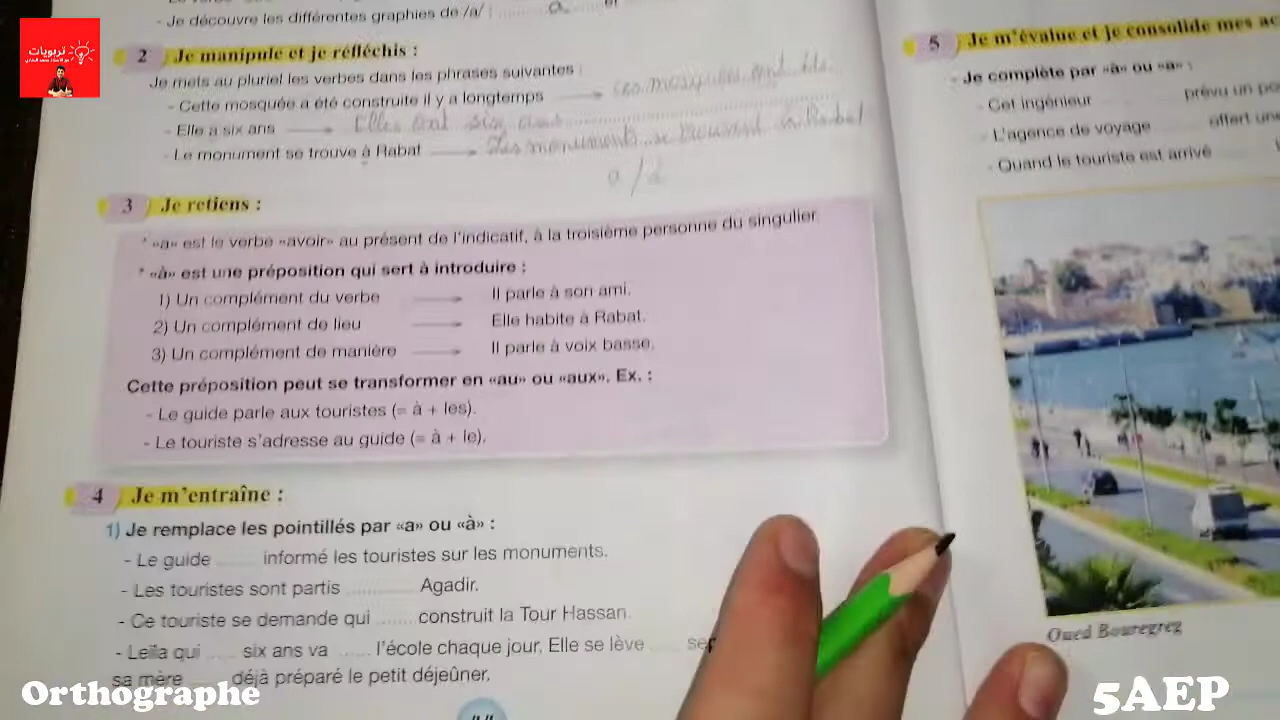 تربويات
- Je découvre les différentes graphies de /a/ :
2 Je manipule et je réfléchis :
Je mets au pluriel les verbes dans les phrases suivantes :
- Cette mosquée a été construite il y a longtemps ces mosquées ont été
- Elle a six ans Elles ont six ans
- Le monument se trouve à Rabat Les monuments se trouvent à Rabat
a / à
3 Je retiens :
* «a» est le verbe «avoir» au présent de l'indicatif, à la troisième personne du singulier
* «à» est une préposition qui sert à introduire :
1) Un complément du verbe Il parle à son ami.
2) Un complément de lieu Elle habite à Rabat.
3) Un complément de manière Il parle à voix basse.
Cette préposition peut se transformer en «au» ou «aux». Ex. :
- Le guide parle aux touristes (= à + les).
- Le touriste s'adresse au guide (= à + le).
4 Je m'entraîne :
1) Je remplace les pointillés par «a» ou «à» :
- Le guide ........ informé les touristes sur les monuments.
- Les touristes sont partis ............ Agadir.
- Ce touriste se demande qui ........ construit la Tour Hassan.
- Leïla qui ...... six ans va ...... l'école chaque jour. Elle se lève ...... sep
sa mère ...... déjà préparé le petit déjeûner.
5 Je m'évalue et je consolide mes ac
- Je complète par «à» ou «a» :
- Cet ingénieur prévu un po
- L'agence de voyage offert une
- Quand le touriste est arrivé
Oued Bouregreg
Orthographe
5AEP